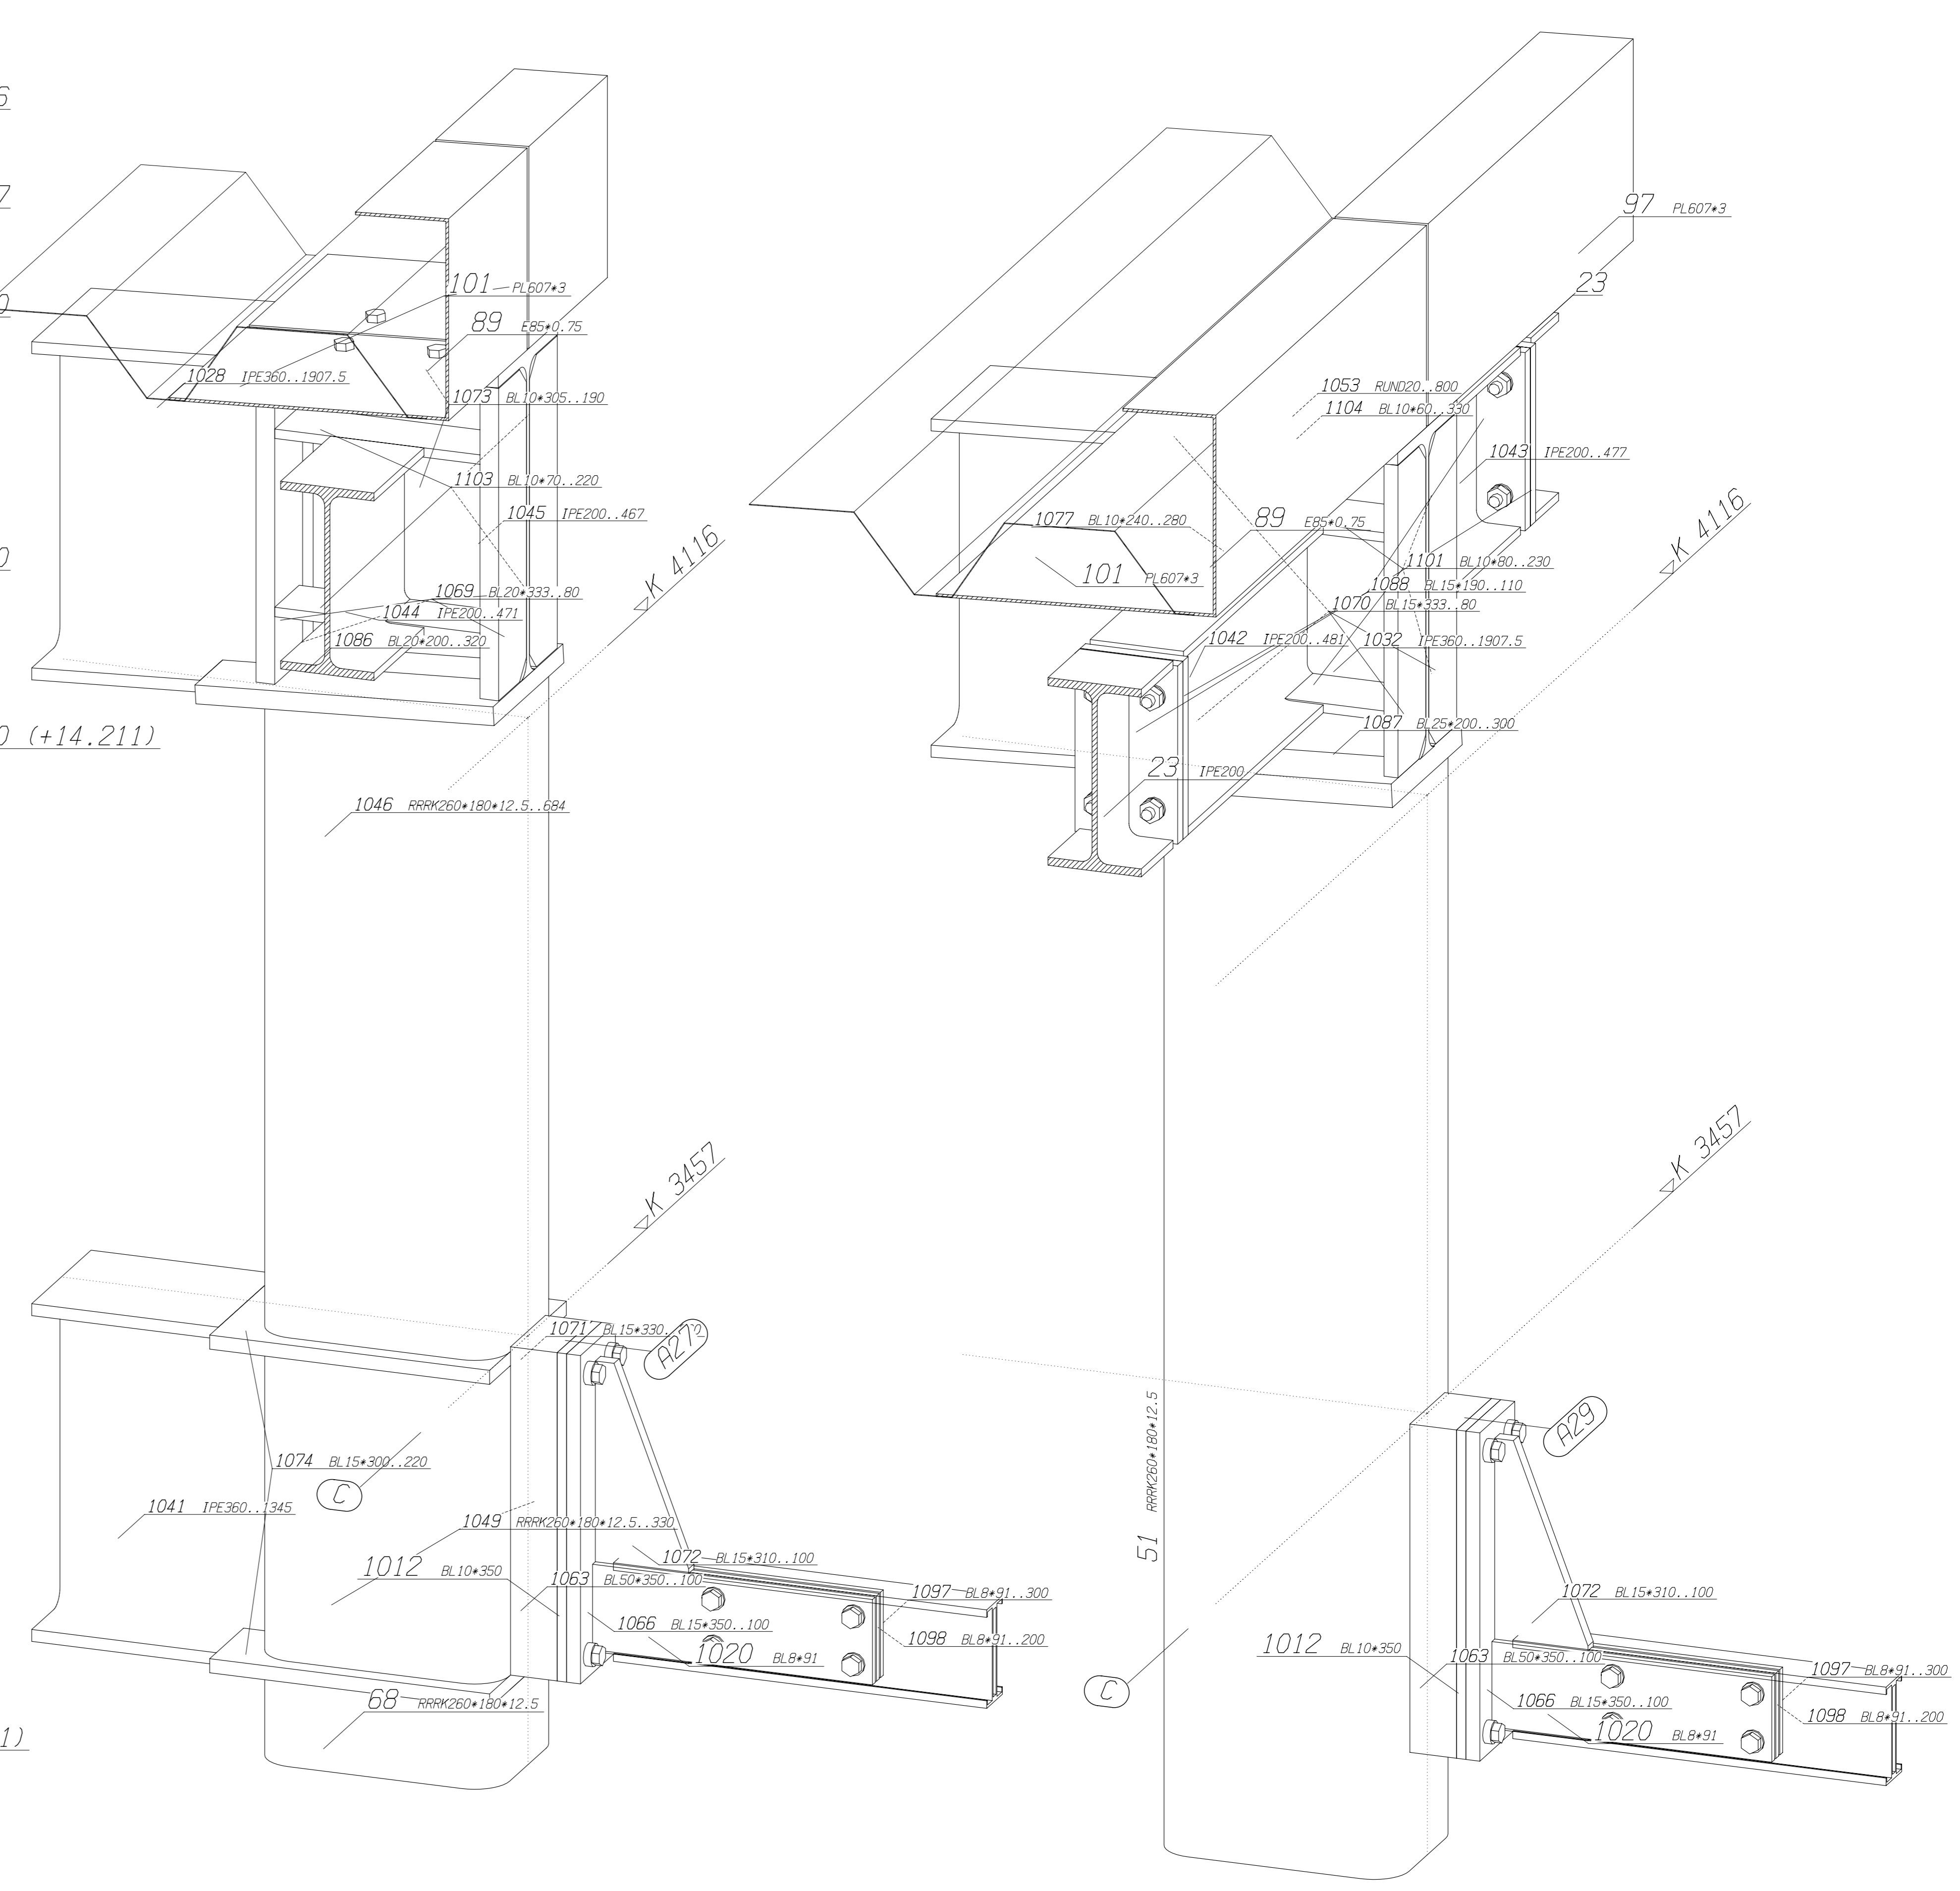 6
7
0
101 PL607*3
89 E85*0.75
1028 IPE360..1907.5
1073 BL10*305..190
1103 BL10*70..220
1045 IPE200..467
0
1069 BL20*333..80
1044 IPE200..471
1086 BL20*200..320
K 4116
0 (+14.211)
1046 RRRK260*180*12.5..684
K 3457
1071 BL15*330..
A27
1074 BL15*300..220
C
1041 IPE360..1345
1049 RRRK260*180*12.5..330
1012 BL10*350
1072 BL15*310..100
1063 BL50*350..100
1097 BL8*91..300
1066 BL15*350..100
1098 BL8*91..200
1020 BL8*91
68 RRRK260*180*12.5
1)
97 PL607*3
23
1053 RUND20..800
1104 BL10*60..330
1043 IPE200..477
1077 BL10*240..280
89 E85*0.75
K 4116
1101 BL10*80..230
101 PL607*3
1088 BL15*190..110
1070 BL15*333..80
1042 IPE200..481
1032 IPE360..1907.5
1087 BL25*200..300
23 IPE200
K 3457
51 RRRK260*180*12.5
A29
1072 BL15*310..100
1012 BL10*350
1063 BL50*350..100
1097 BL8*91..300
C
1066 BL15*350..100
1098 BL8*91..200
1020 BL8*91